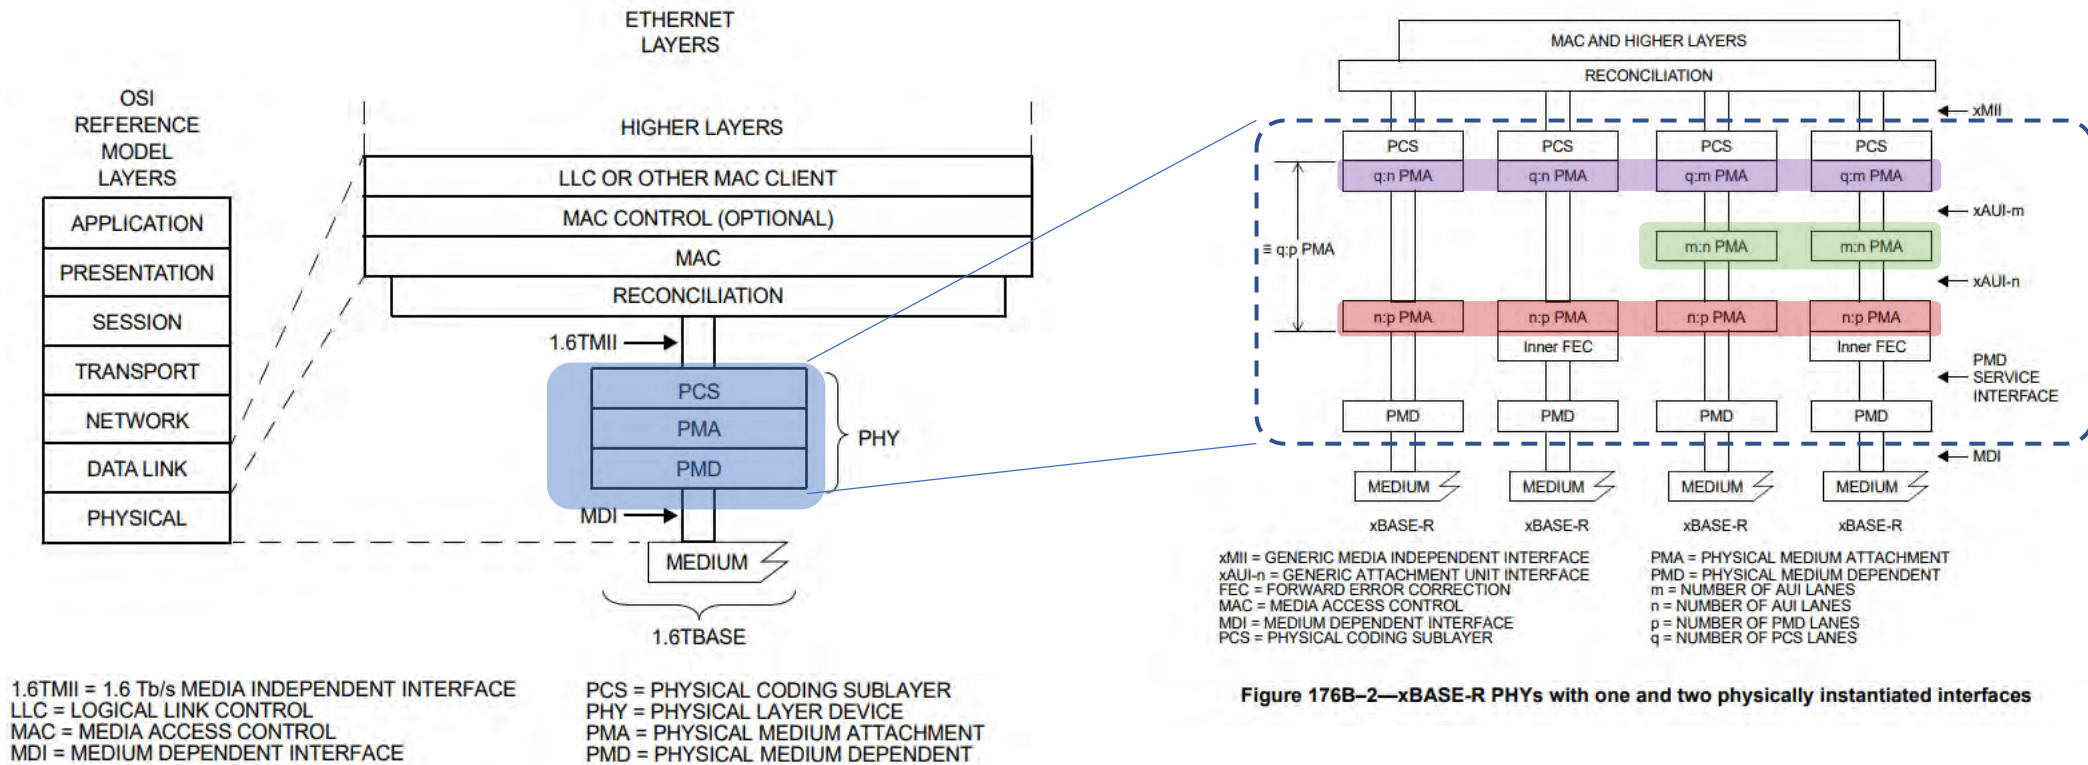 ETHERNET
LAYERS
OSI
REFERENCE
MODEL
LAYERS
APPLICATION
PRESENTATION
SESSION
TRANSPORT
NETWORK
DATA LINK
PHYSICAL
HIGHER LAYERS
LLC OR OTHER MAC CLIENT
MAC CONTROL (OPTIONAL)
MAC
RECONCILIATION
1.6TMII
PCS
PMA
PMD
PHY
MDI
MEDIUM
1.6TBASE
1.6TMII = 1.6 Tb/s MEDIA INDEPENDENT INTERFACE
LLC = LOGICAL LINK CONTROL
MAC = MEDIA ACCESS CONTROL
MDI = MEDIUM DEPENDENT INTERFACE
PCS = PHYSICAL CODING SUBLAYER
PHY = PHYSICAL LAYER DEVICE
PMA = PHYSICAL MEDIUM ATTACHMENT
PMD = PHYSICAL MEDIUM DEPENDENT
MAC AND HIGHER LAYERS
RECONCILIATION
xMII
PCS PCS PCS PCS
q:n PMA q:n PMA q:m PMA q:m PMA
xAUI-m
≡ q:p PMA
m:n PMA m:n PMA
xAUI-n
n:p PMA n:p PMA n:p PMA n:p PMA
Inner FEC Inner FEC
PMD
SERVICE
INTERFACE
PMD PMD PMD PMD
MDI
MEDIUM MEDIUM MEDIUM MEDIUM
xBASE-R xBASE-R xBASE-R xBASE-R
xMII = GENERIC MEDIA INDEPENDENT INTERFACE
xAUI-n = GENERIC ATTACHMENT UNIT INTERFACE
FEC = FORWARD ERROR CORRECTION
MAC = MEDIA ACCESS CONTROL
MDI = MEDIUM DEPENDENT INTERFACE
PCS = PHYSICAL CODING SUBLAYER
PMA = PHYSICAL MEDIUM ATTACHMENT
PMD = PHYSICAL MEDIUM DEPENDENT
m = NUMBER OF AUI LANES
n = NUMBER OF AUI LANES
p = NUMBER OF PMD LANES
q = NUMBER OF PCS LANES
Figure 176B–2—xBASE-R PHYs with one and two physically instantiated interfaces